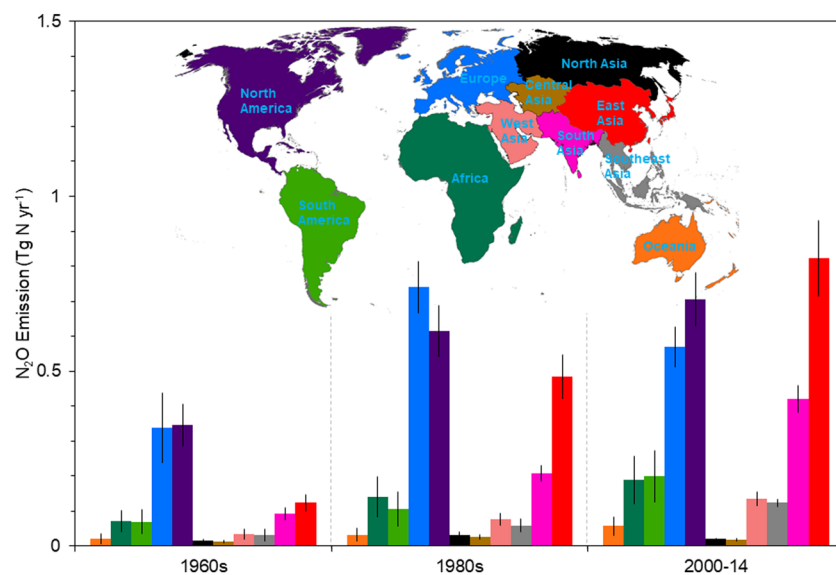 1.5
1
0.5
0
N₂O Emission (Tg N yr⁻¹)
North
America
South
America
Europe
Africa
North Asia
Central
Asia
West
Asia
South
Asia
East
Asia
Southeast
Asia
Oceania
1960s
1980s
2000-14